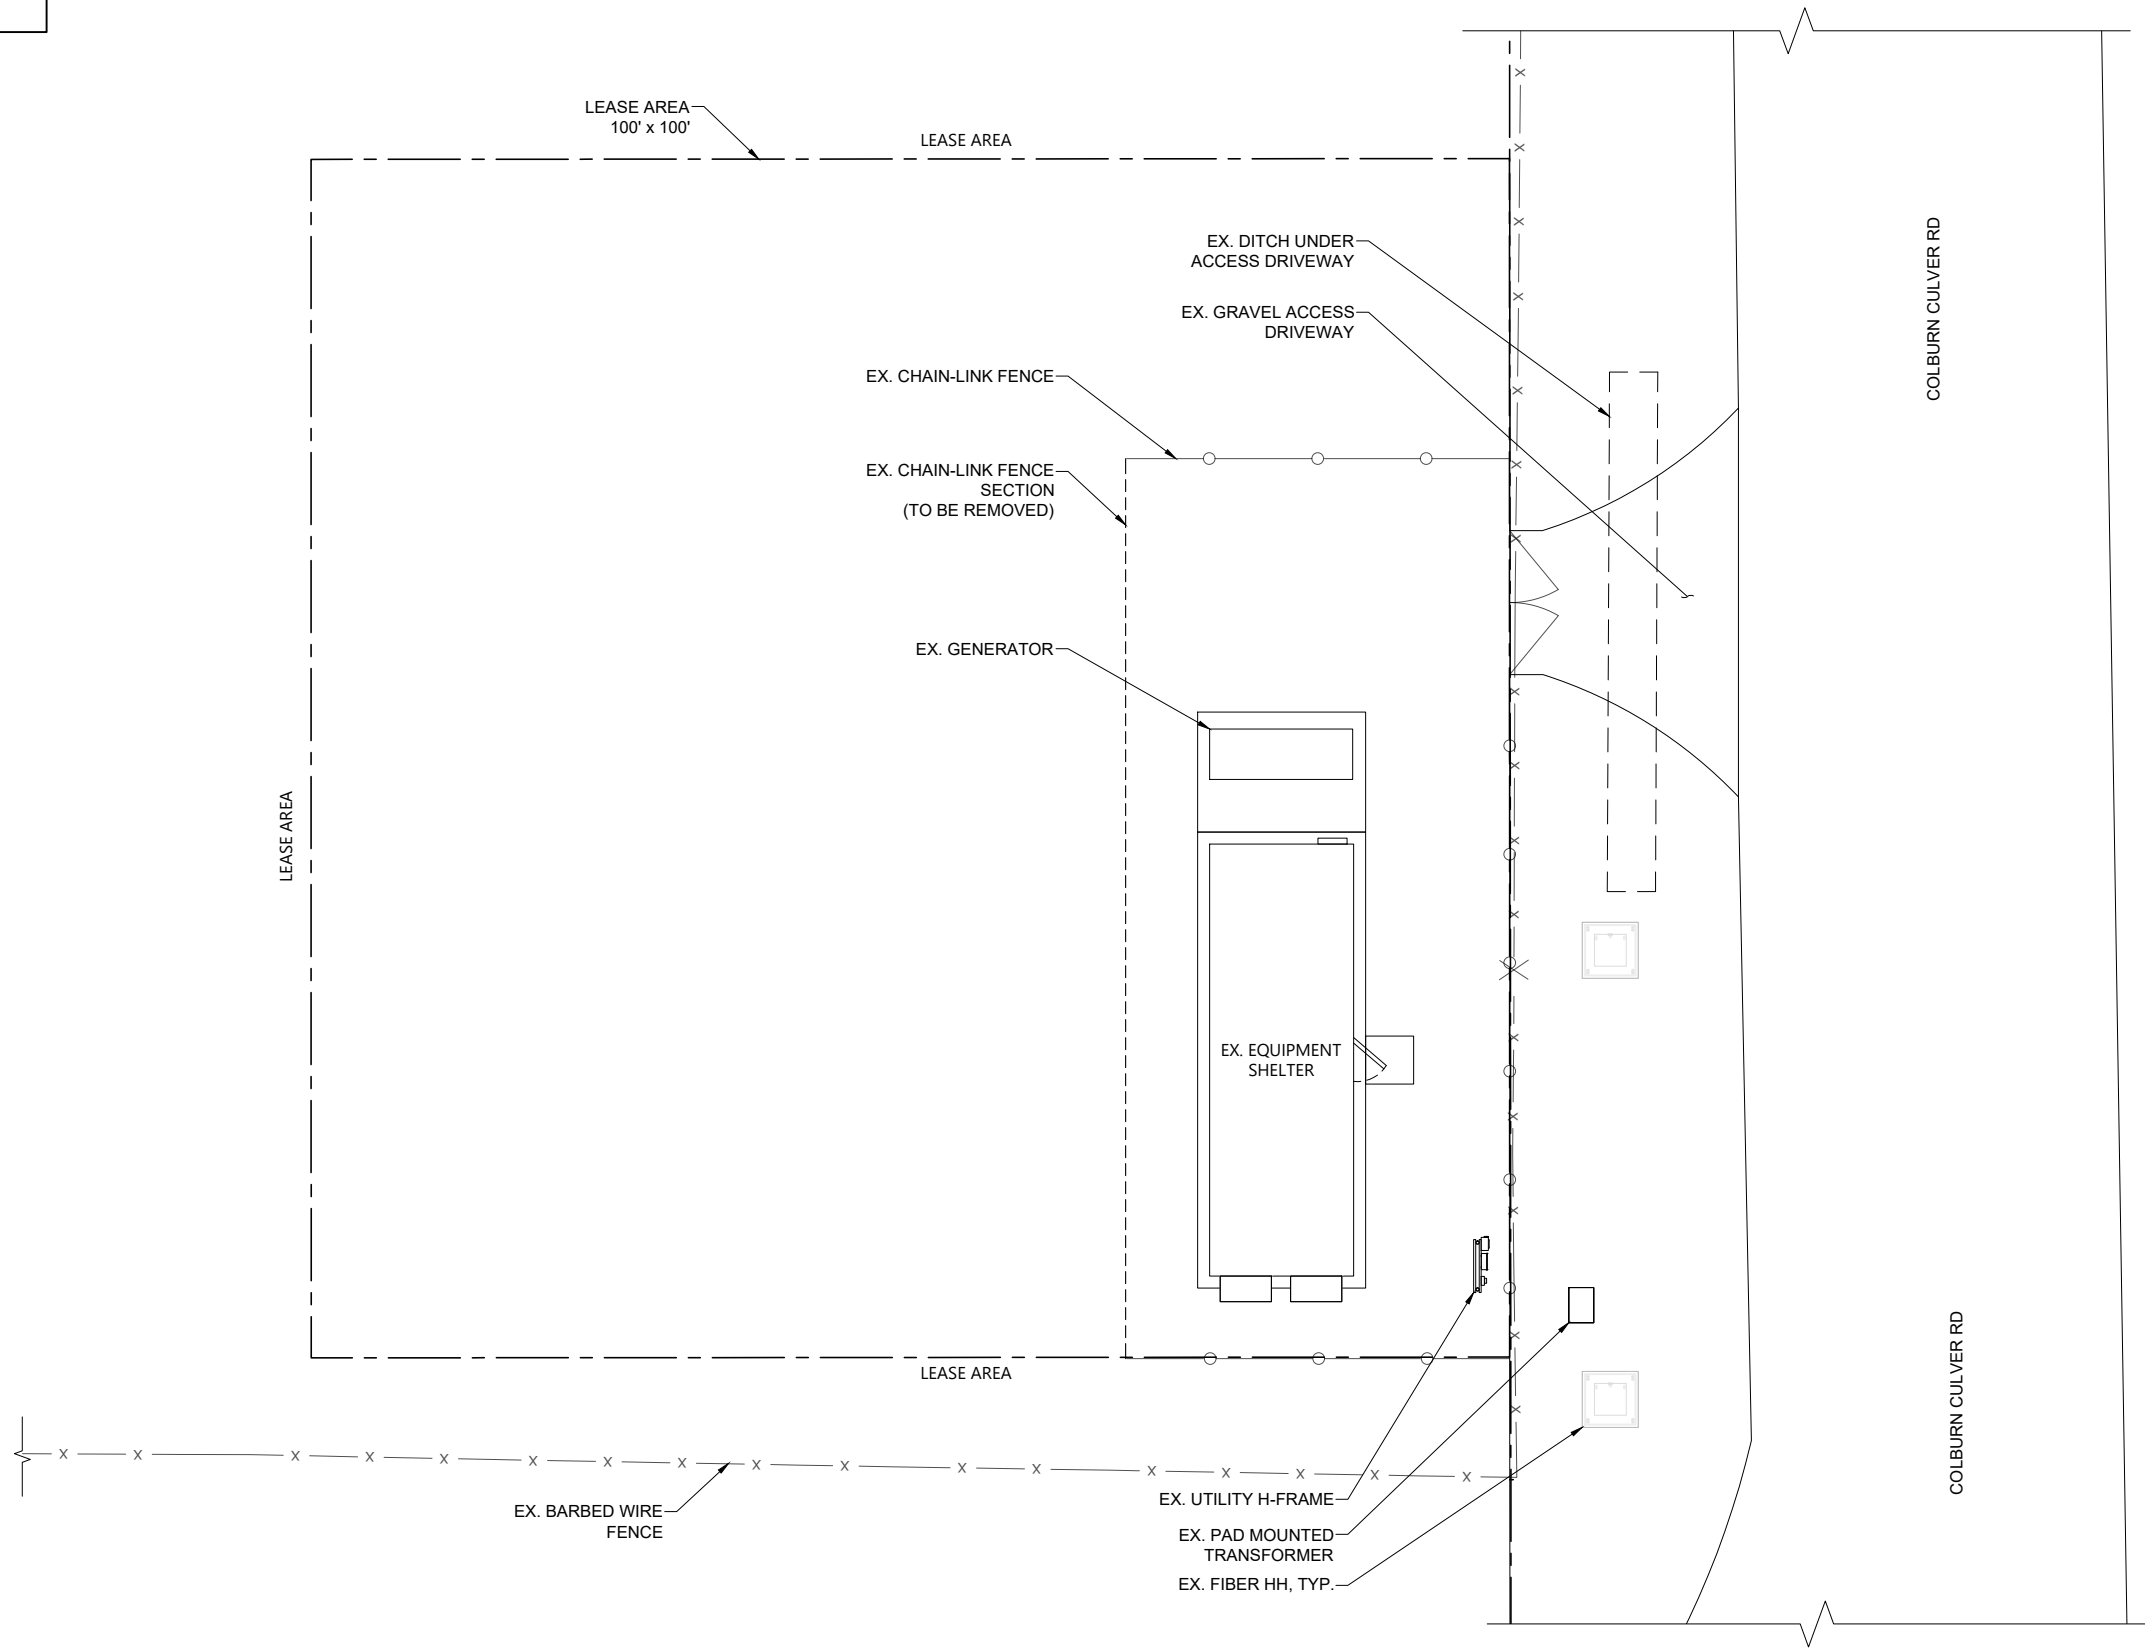 LEASE AREA
100' x 100'
LEASE AREA
EX. DITCH UNDER
ACCESS DRIVEWAY
COLBURN CULVER RD
EX. GRAVEL ACCESS
DRIVEWAY
EX. CHAIN-LINK FENCE
EX. CHAIN-LINK FENCE
SECTION
(TO BE REMOVED)
EX. GENERATOR
LEASE AREA
EX. EQUIPMENT
SHELTER
LEASE AREA
COLBURN CULVER RD
EX. BARBED WIRE
FENCE
EX. UTILITY H-FRAME
EX. PAD MOUNTED
TRANSFORMER
EX. FIBER HH, TYP.